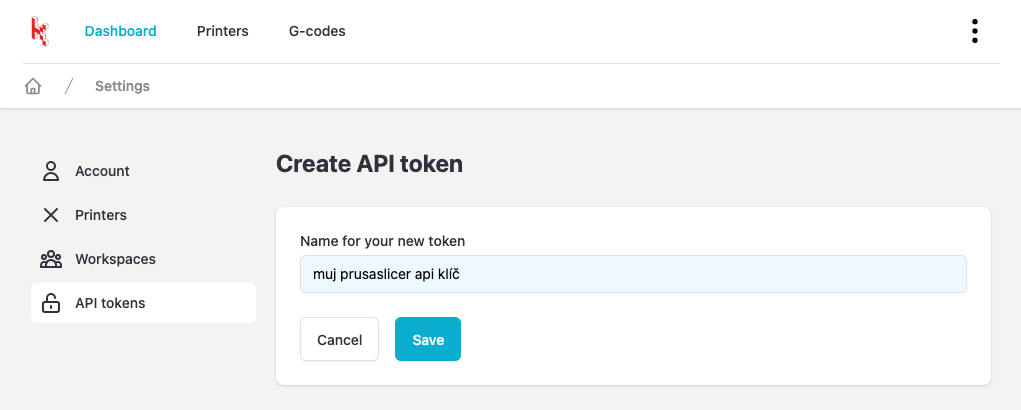 Dashboard Printers G-codes
/ Settings
Account
Printers
Workspaces
API tokens
Create API token
Name for your new token
muj prusaslicer api klíč
Cancel Save